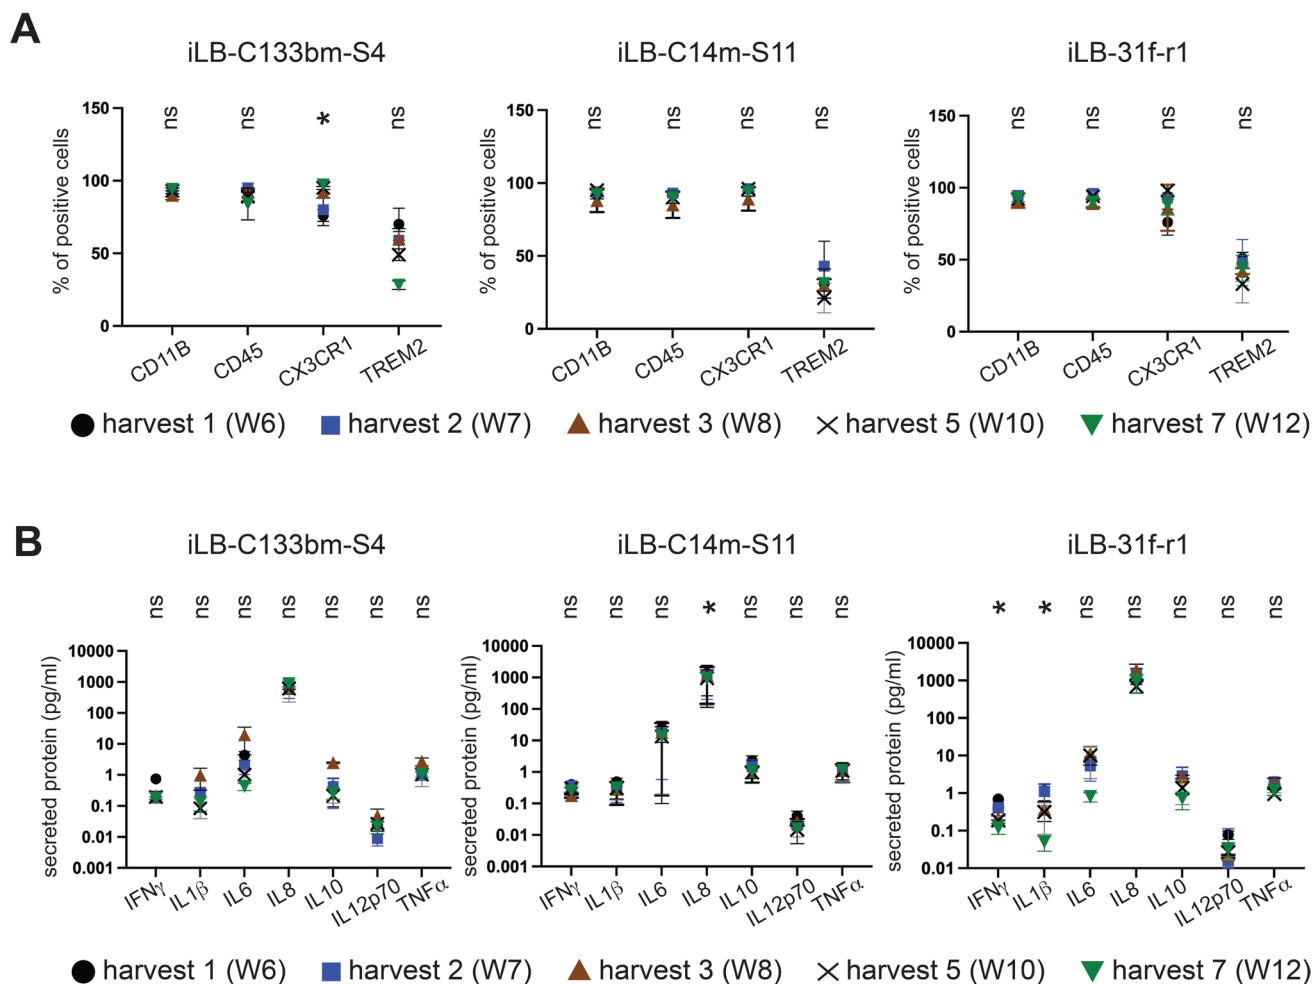 A
iLB-C133bm-S4 iLB-C14m-S11 iLB-31f-r1
ns ns * ns ns ns ns ns ns ns ns ns
% of positive cells
150
100
50
0
CD11B CD45 CX3CR1 TREM2
% of positive cells
150
100
50
0
CD11B CD45 CX3CR1 TREM2
% of positive cells
150
100
50
0
CD11B CD45 CX3CR1 TREM2
harvest 1 (W6) harvest 2 (W7) harvest 3 (W8) harvest 5 (W10) harvest 7 (W12)
B
iLB-C133bm-S4 iLB-C14m-S11 iLB-31f-r1
ns ns ns ns ns ns ns ns ns ns * ns ns ns * * ns ns ns ns ns
secreted protein (pg/ml)
10000
1000
100
10
1
0.1
0.01
0.001
IFNγ IL1β IL6 IL8 IL10 IL12p70 TNFα
secreted protein (pg/ml)
10000
1000
100
10
1
0.1
0.01
0.001
IFNγ IL1β IL6 IL8 IL10 IL12p70 TNFα
secreted protein (pg/ml)
10000
1000
100
10
1
0.1
0.01
IFNγ IL1β IL6 IL8 IL10 IL12p70 TNFα
harvest 1 (W6) harvest 2 (W7) harvest 3 (W8) harvest 5 (W10) harvest 7 (W12)